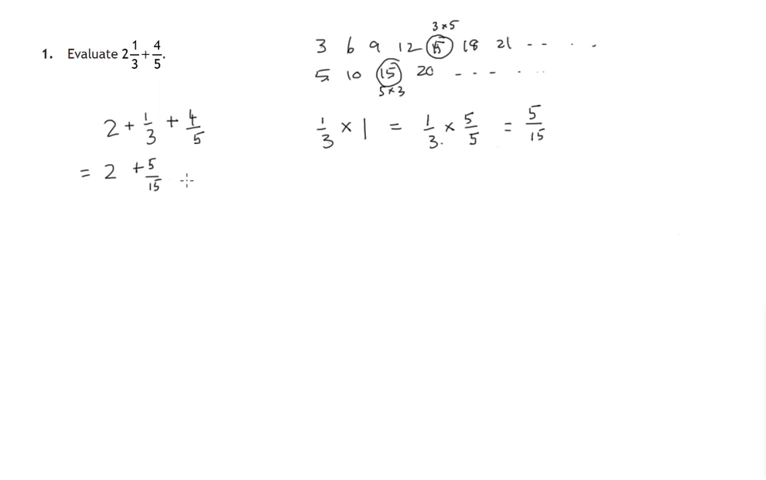 1. Evaluate 2 1/3 + 4/5.
3 6 9 12 15 18 21 -- . .
3×5
5 10 15 20 - - - . ..
5×3
2 + 1/3 + 4/5
= 2 + 5/15 +
1/3 × 1 = 1/3. × 5/5 = 5/15